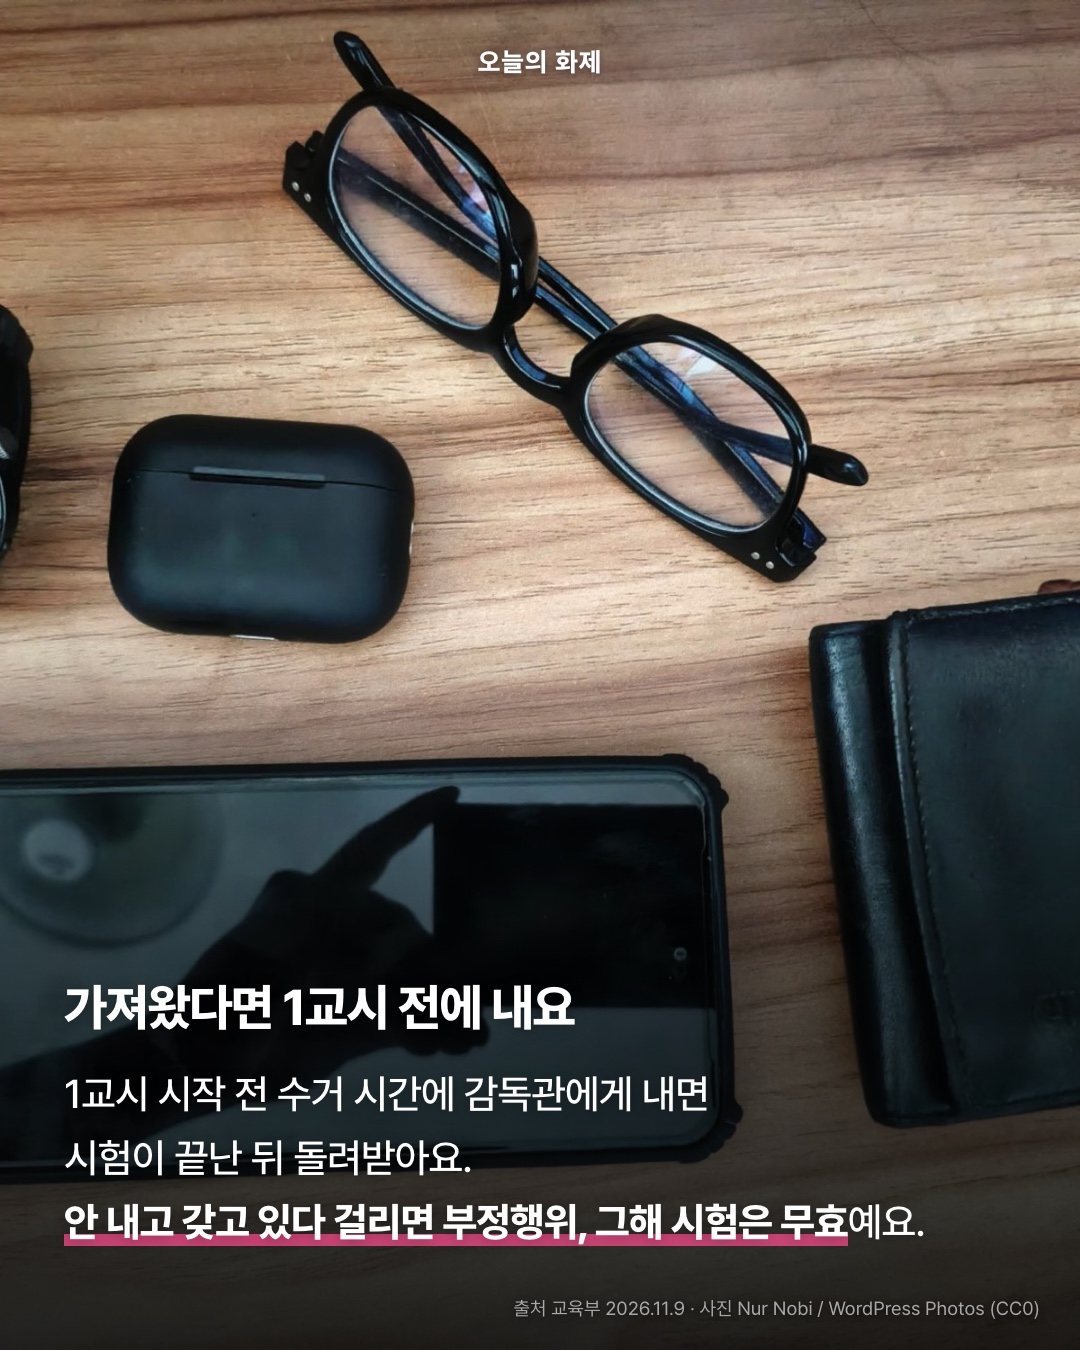 오늘의 화제
가져왔다면 1교시 전에 내요
1교시 시작 전 수거 시간에 감독관에게 내면
시험이 끝난 뒤 돌려받아요.
안 내고 갖고 있다 걸리면 부정행위, 그해 시험은 무효예요.
출처 교육부 2026.11.9 · 사진 Nur Nobi / WordPress Photos (CC0)